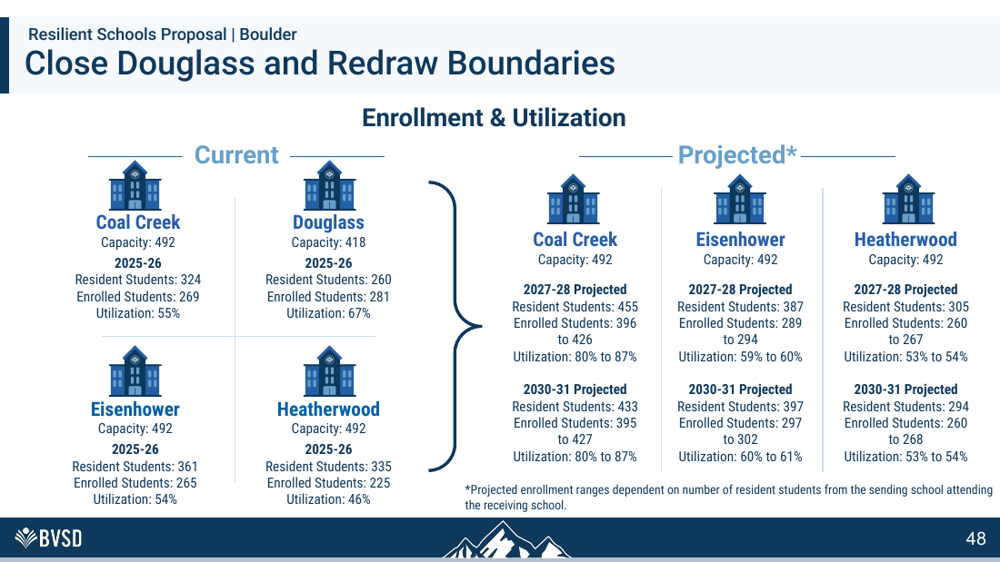 Resilient Schools Proposal | Boulder
Close Douglass and Redraw Boundaries
Enrollment & Utilization
Current
Coal Creek
Capacity: 492
2025-26
Resident Students: 324
Enrolled Students: 269
Utilization: 55%
Douglass
Capacity: 418
2025-26
Resident Students: 260
Enrolled Students: 281
Utilization: 67%
Eisenhower
Capacity: 492
2025-26
Resident Students: 361
Enrolled Students: 265
Utilization: 54%
Heatherwood
Capacity: 492
2025-26
Resident Students: 335
Enrolled Students: 225
Utilization: 46%
Projected*
Coal Creek
Capacity: 492
2027-28 Projected
Resident Students: 455
Enrolled Students: 396
to 426
Utilization: 80% to 87%
2030-31 Projected
Resident Students: 433
Enrolled Students: 395
to 427
Utilization: 80% to 87%
Eisenhower
Capacity: 492
2027-28 Projected
Resident Students: 387
Enrolled Students: 289
to 294
Utilization: 59% to 60%
2030-31 Projected
Resident Students: 397
Enrolled Students: 297
to 302
Utilization: 60% to 61%
Heatherwood
Capacity: 492
2027-28 Projected
Resident Students: 305
Enrolled Students: 260
to 267
Utilization: 53% to 54%
2030-31 Projected
Resident Students: 294
Enrolled Students: 260
to 268
Utilization: 53% to 54%
*Projected enrollment ranges dependent on number of resident students from the sending school attending
the receiving school.
BVSD
48